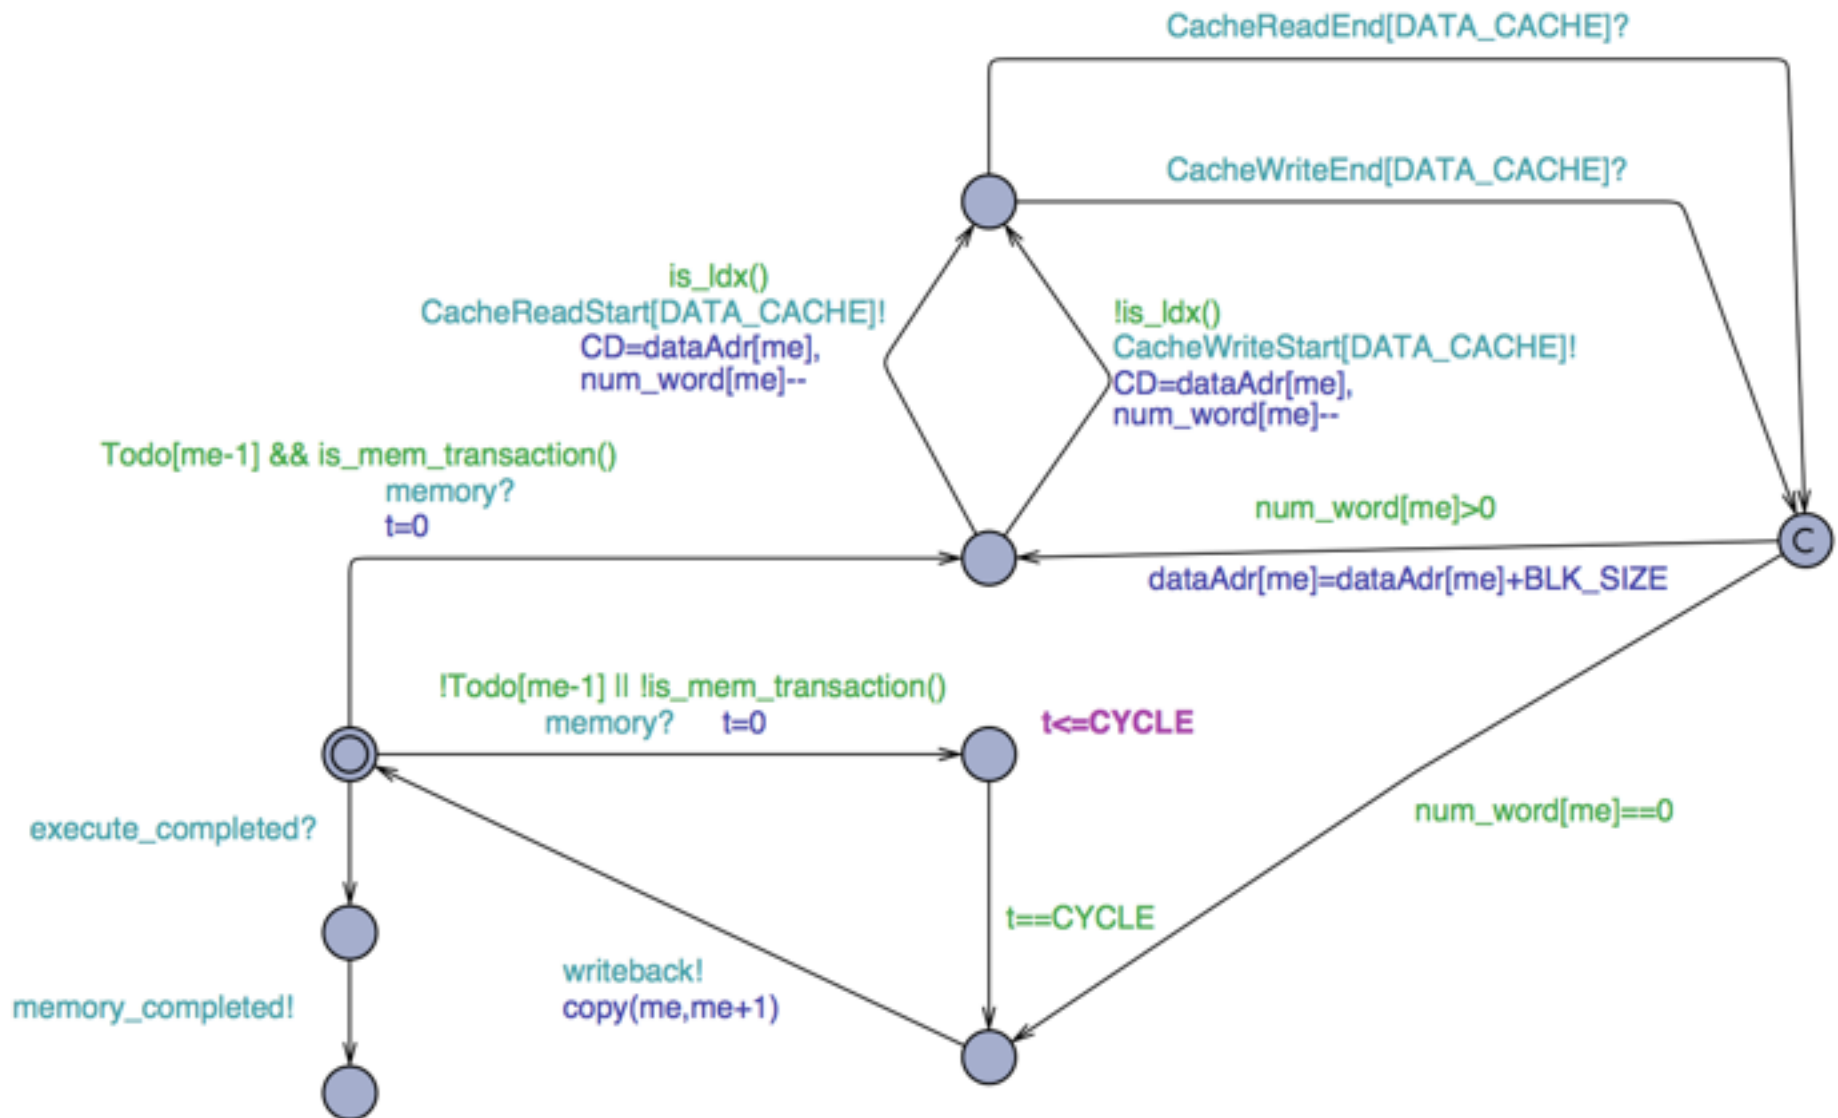 CacheReadEnd[DATA_CACHE]?
CacheWriteEnd[DATA_CACHE]?
is_ldx()
CacheReadStart[DATA_CACHE]!
CD=dataAdr[me],
num_word[me]--
!is_ldx()
CacheWriteStart[DATA_CACHE]!
CD=dataAdr[me],
num_word[me]--
Todo[me-1] && is_mem_transaction()
memory?
t=0
num_word[me]>0
C
dataAdr[me]=dataAdr[me]+BLK_SIZE
!Todo[me-1] || !is_mem_transaction()
memory? t=0
t<=CYCLE
execute_completed?
num_word[me]==0
t==CYCLE
writeback!
copy(me,me+1)
memory_completed!